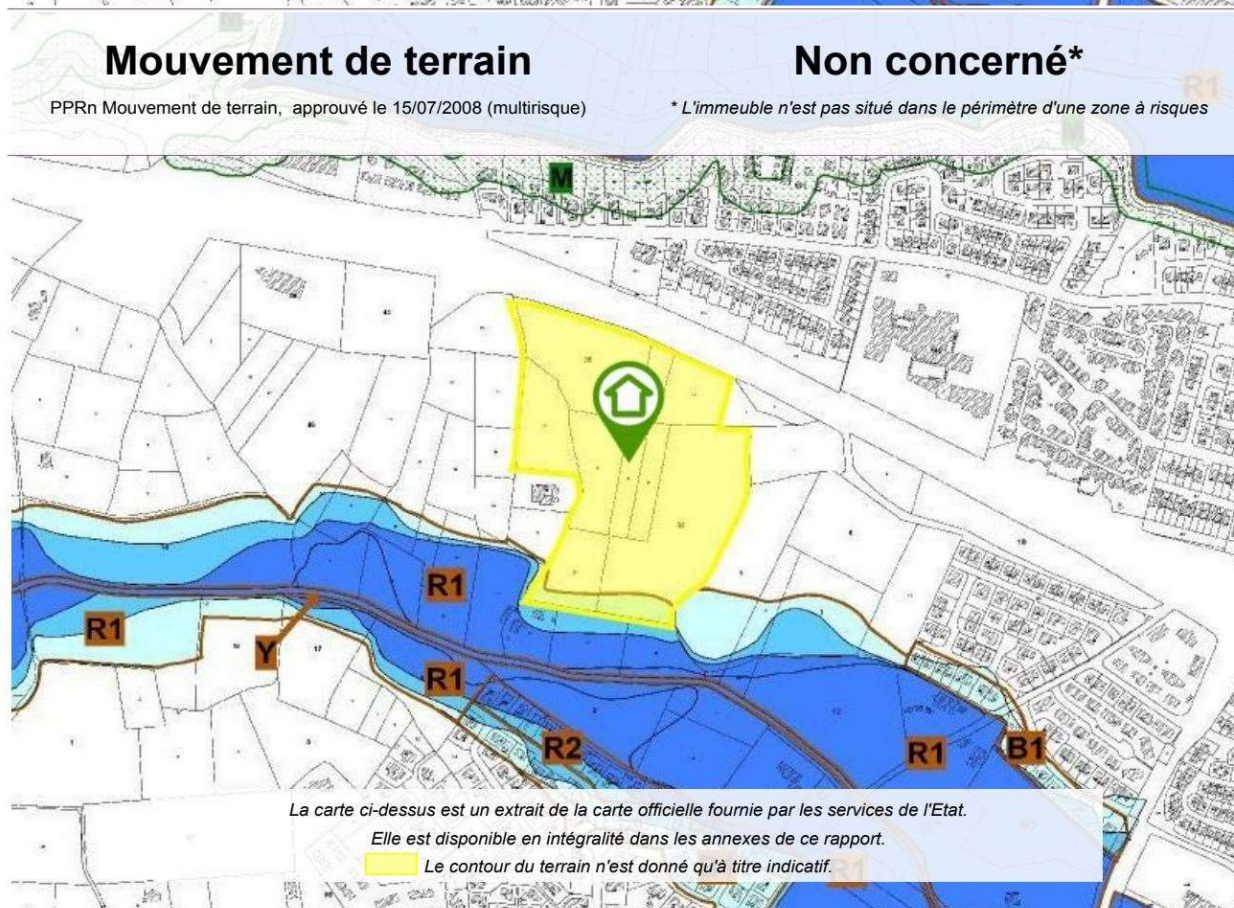 Mouvement de terrain
Non concerné*
PPRn Mouvement de terrain, approuvé le 15/07/2008 (multirisque)
* L'immeuble n'est pas situé dans le périmètre d'une zone à risques
M
R1
M
M
R1
R1
Y
R1
R2
R1
B1
La carte ci-dessus est un extrait de la carte officielle fournie par les services de l'Etat.
Elle est disponible en intégralité dans les annexes de ce rapport.
Le contour du terrain n'est donné qu'à titre indicatif.
R1